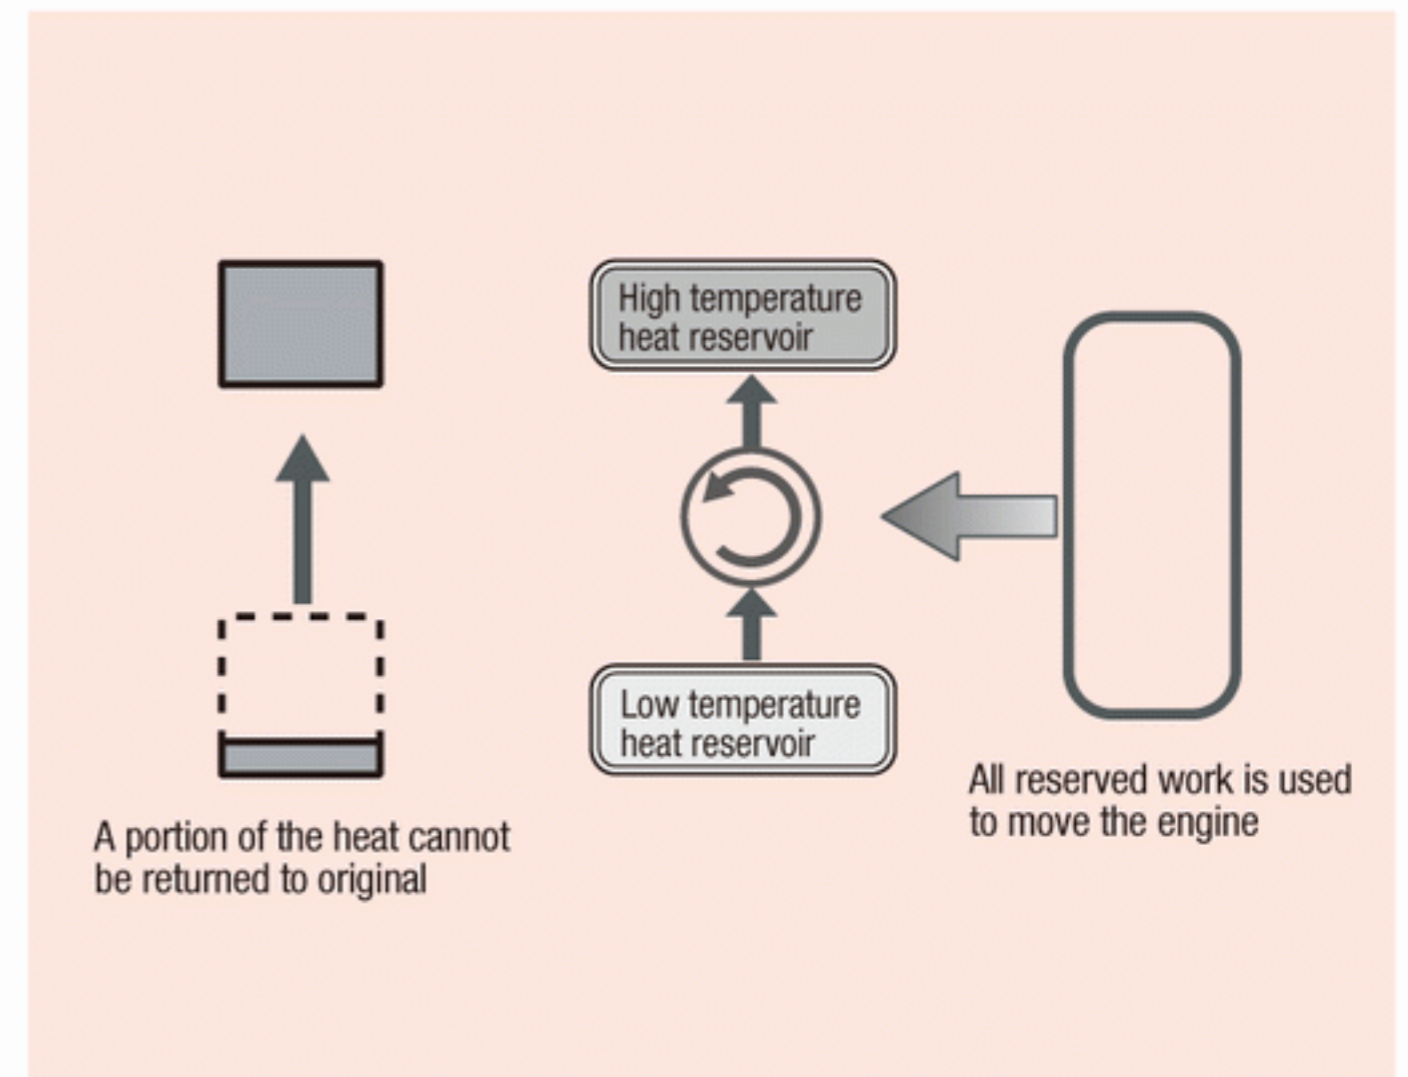 High temperature
heat reservoir
Low temperature
heat reservoir
A portion of the heat cannot
be returned to original
All reserved work is used
to move the engine